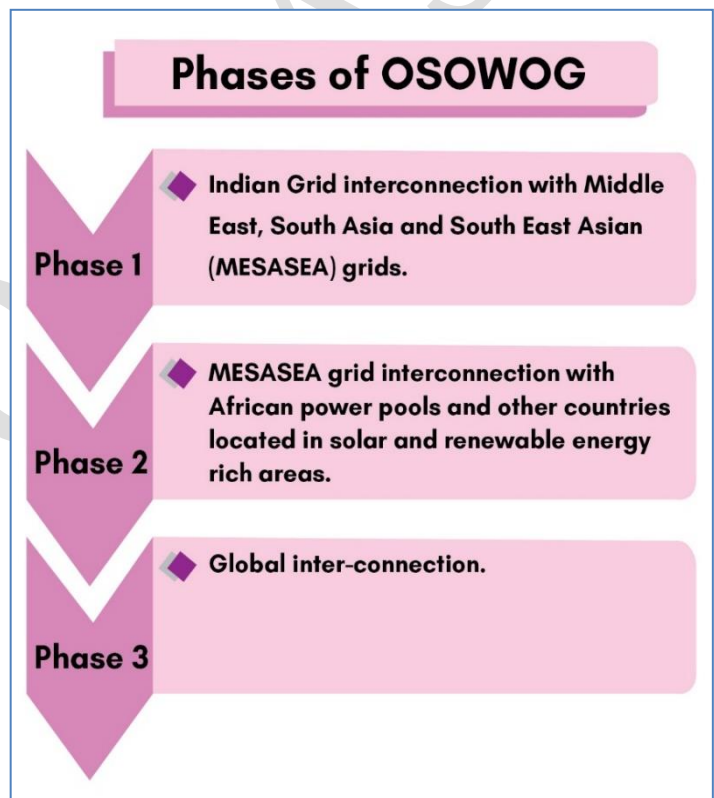 Phases of OSOWOG
Phase 1
Indian Grid interconnection with Middle
East, South Asia and South East Asian
(MESASEA) grids.
Phase 2
MESASEA grid interconnection with
African power pools and other countries
located in solar and renewable energy
rich areas.
Phase 3
Global inter-connection.